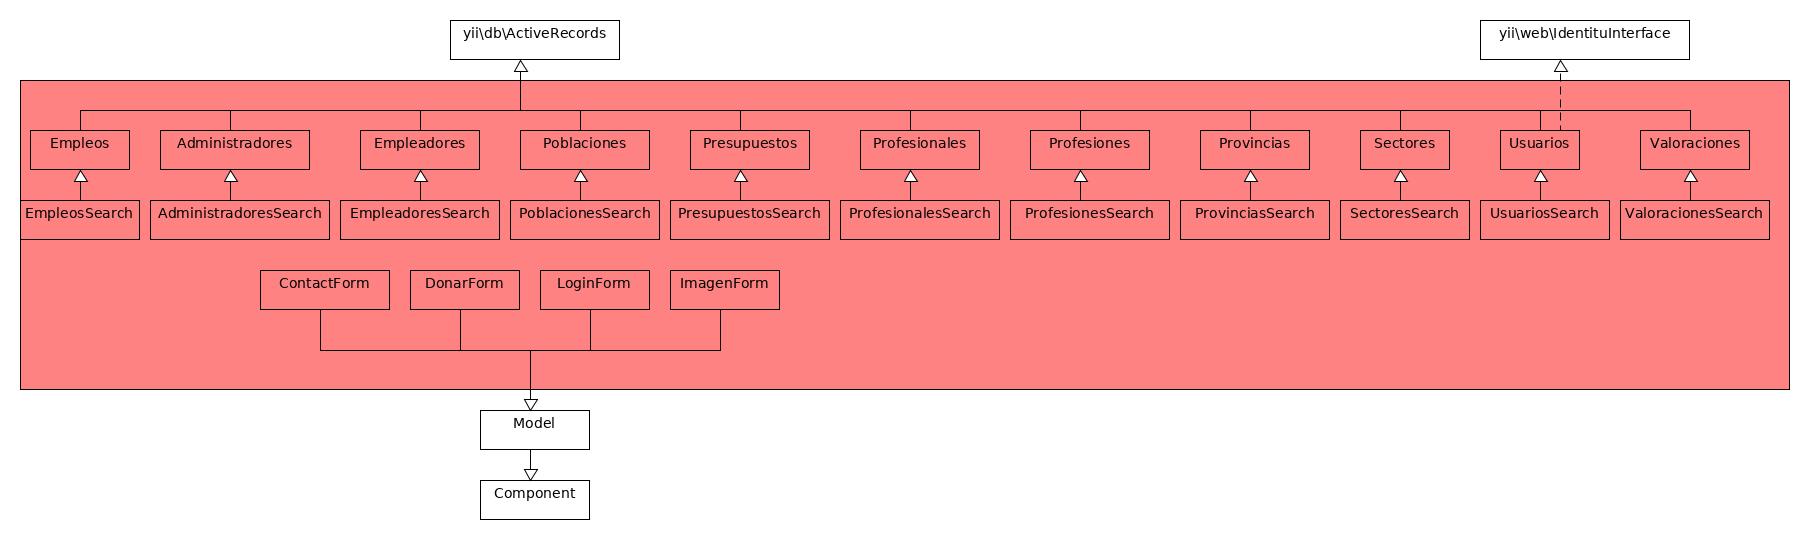 yii\db\ActiveRecords
yii\web\IdentituInterface
Empleos
Administradores
Empleadores
Poblaciones
Presupuestos
Profesionales
Profesiones
Provincias
Sectores
Usuarios
Valoraciones
EmpleosSearch
AdministradoresSearch
EmpleadoresSearch
PoblacionesSearch
PresupuestosSearch
ProfesionalesSearch
ProfesionesSearch
ProvinciasSearch
SectoresSearch
UsuariosSearch
ValoracionesSearch
ContactForm
DonarForm
LoginForm
ImagenForm
Model
Component